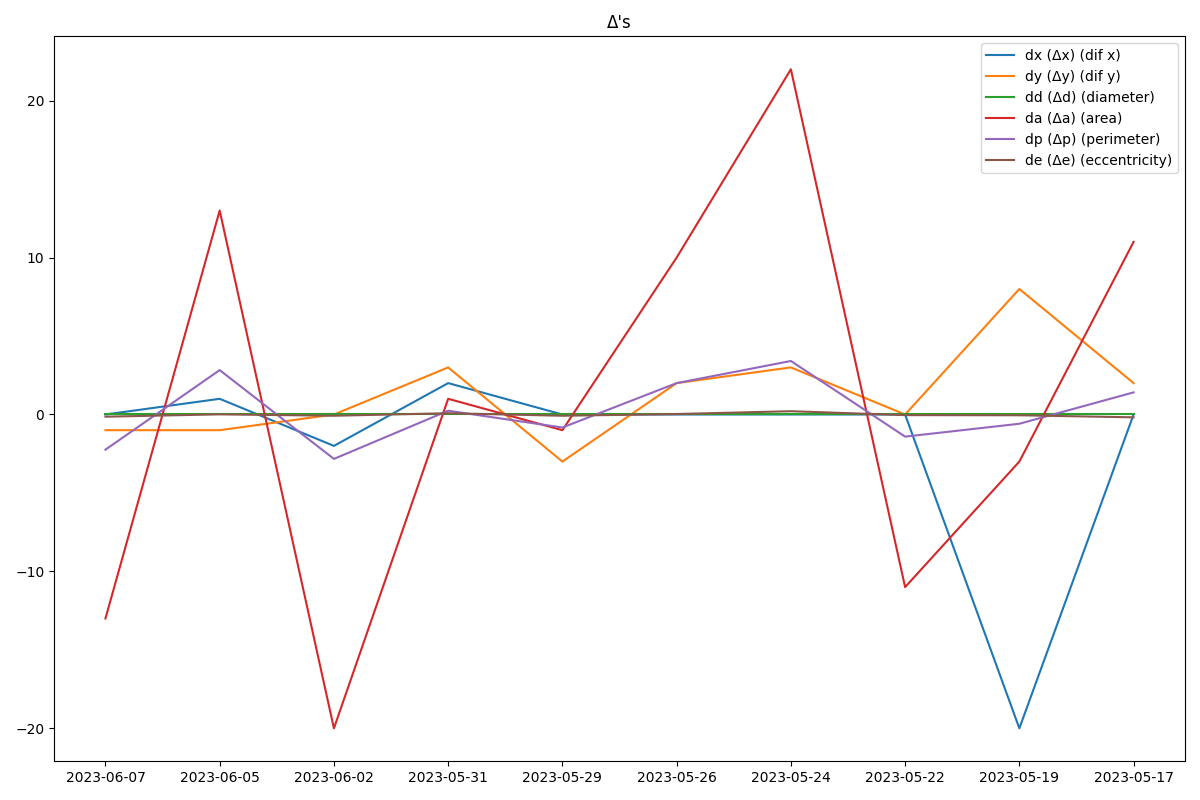 Δ's
dx (Δx) (dif x)
dy (Δy) (dif y)
dd (Δd) (diameter)
da (Δa) (area)
dp (Δp) (perimeter)
de (Δe) (eccentricity)
20
10
0
−10
−20
2023-06-07 2023-06-05 2023-06-02 2023-05-31 2023-05-29 2023-05-26 2023-05-24 2023-05-22 2023-05-19 2023-05-17